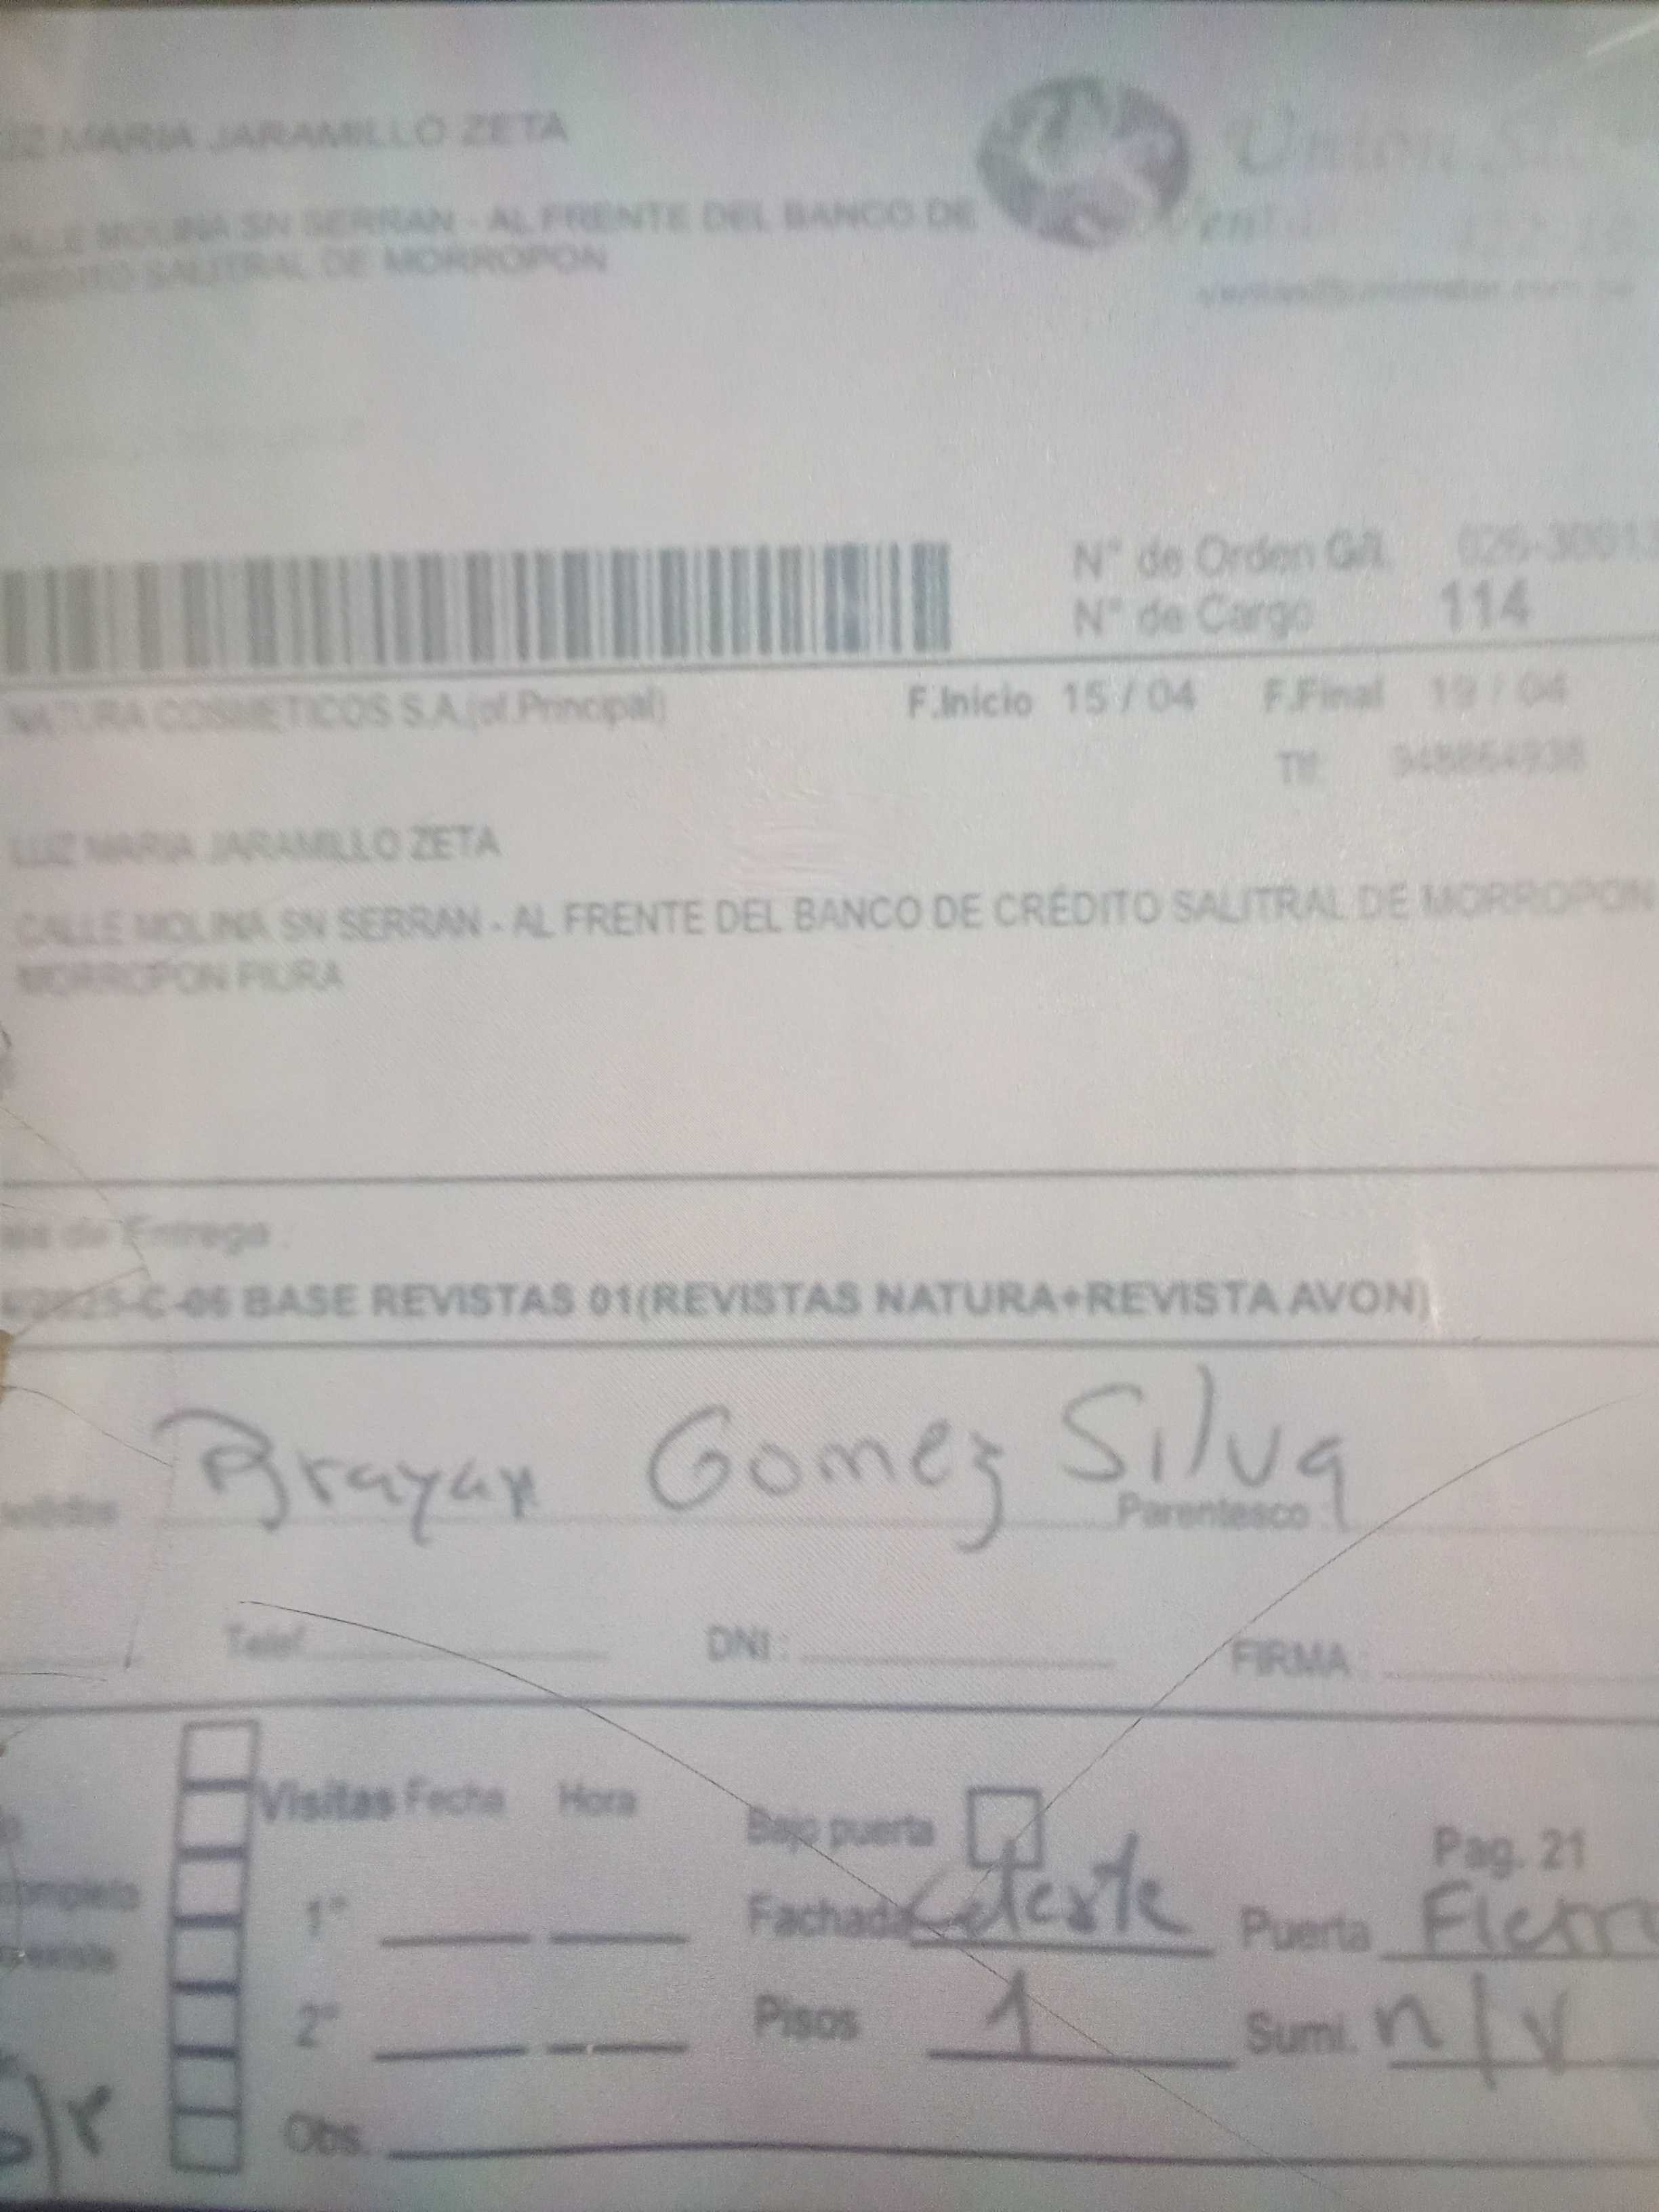 MARIA JARAMILLO ZETA
Union
CALLE MOLINA SN SERRAN - AL FRENTE DEL BANCO DE
SALITRAL DE MORROPON
N° de Orden G/R.
N° de Cargo 114
NATURA COSMETICOS S.A.(of.Principal) F.Inicio 15 / 04 F.Final 19 / 04
Tlf:
LUZ MARIA JARAMILLO ZETA
CALLE MOLINA SN SERRAN - AL FRENTE DEL BANCO DE CRÉDITO SALITRAL DE MORROPON
MORROPON PIURA
de Entrega :
C-06 BASE REVISTAS 01(REVISTAS NATURA+REVISTA AVON)
Brayan Gomez Silva
Parentesco
Telef. DNI : FIRMA :
Visitas Fecha Hora Bajo puerta Pag. 21
1° Fachada Celeste Puerta Fierr
2° Pisos 1 Sumi. n/v
Obs.